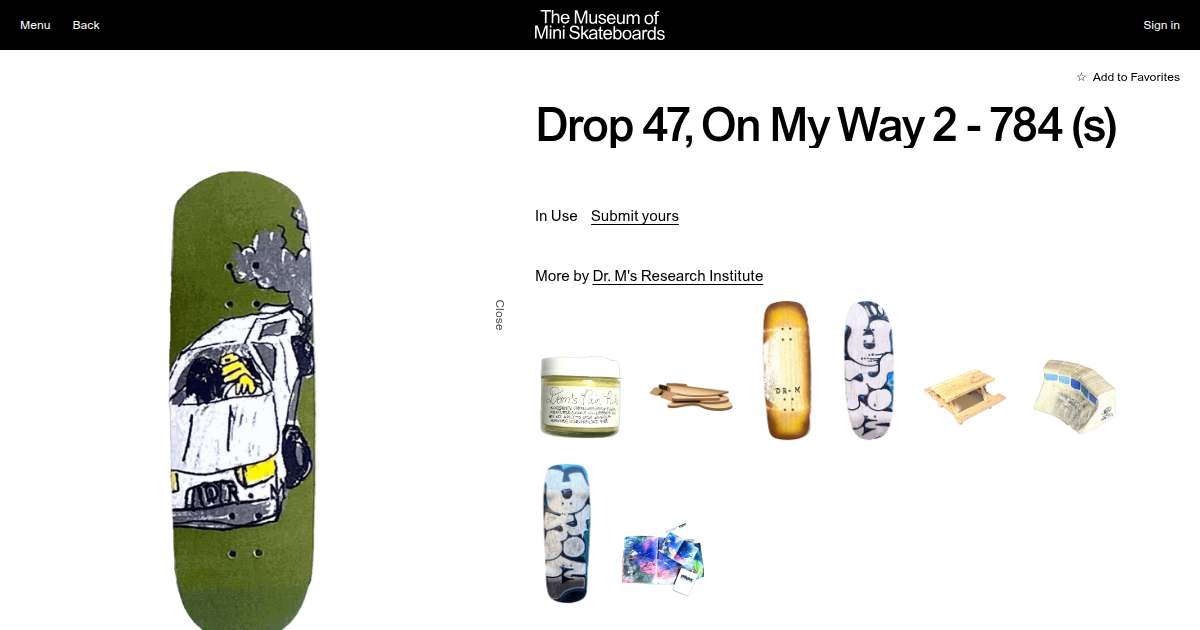 Menu
Back
The Museum of
Mini Skateboards
Sign in
☆ Add to Favorites
Drop 47, On My Way 2 - 784 (s)
In Use
Submit yours
More by Dr. M's Research Institute
Close
DR. M
DR. M